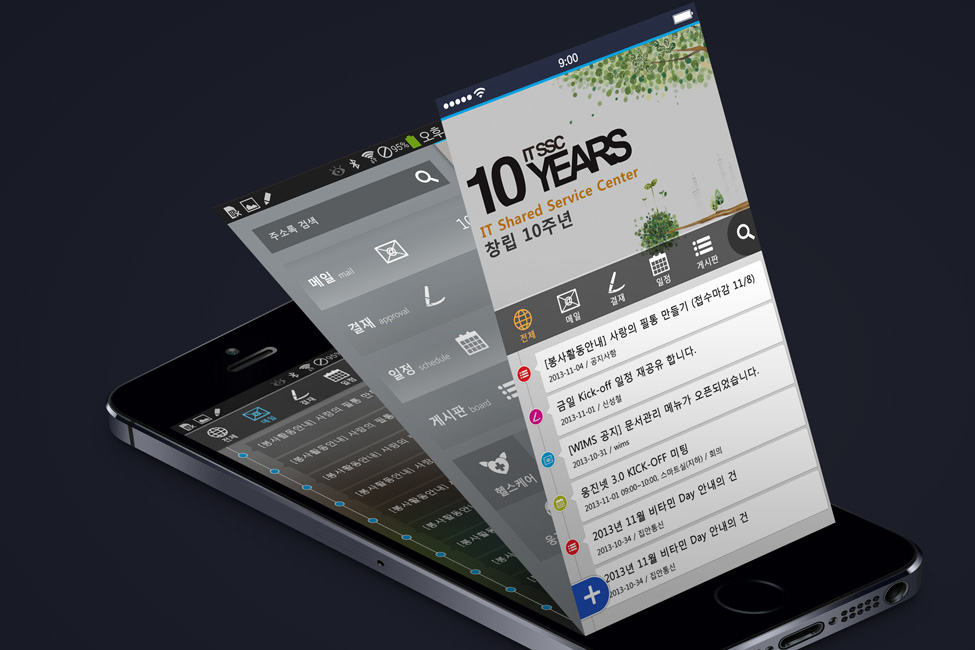 9:00
IT SSC
10 YEARS
IT Shared Service Center
창립 10주년
전체
메일
결재
일정
게시판
[봉사활동안내] 사랑의 필통 만들기 (접수마감 11/8)
2013-11-04 / 공지사항
금일 Kick-off 일정 재공유 합니다.
2013-11-01 / 신성철
[WIMS 공지] 문서관리 메뉴가 오픈되었습니다.
2013-10-31 / wims
웅진넷 3.0 KICK-OFF 미팅
2013-11-01 09:00~10:00, 스마트실(지하) / 회의
2013년 11월 비타민 Day 안내의 건
2013-10-34 / 집안통신
2013년 11월 비타민 Day 안내의 건
2013-10-34 / 집안통신
95%
오후
주소록 검색
메일 mail
10
결재 approval
일정 schedule
게시판 board
헬스케어
전체
메일
결재
일정
[봉사활동안내] 사랑의 필통
[봉사활동안내] 사랑의
[봉사활동안내] 사랑
[봉사활동안내]
[봉사활동안내]